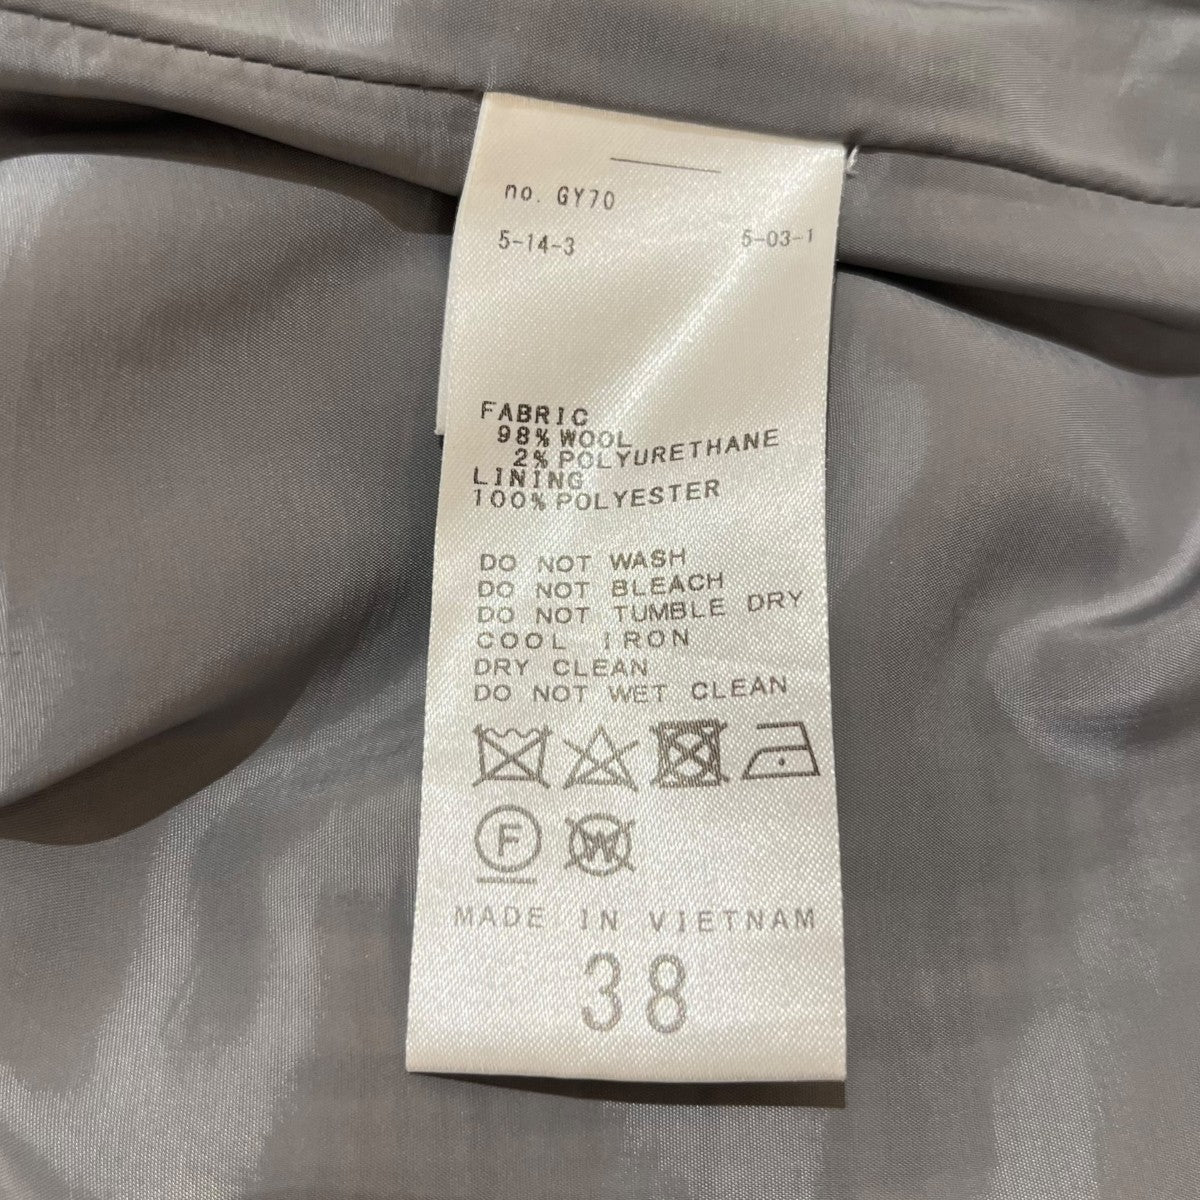 no. GY70
5-14-3 5-03-1
FABRIC
98% WOOL
2% POLYURETHANE
LINING
100% POLYESTER
DO NOT WASH
DO NOT BLEACH
DO NOT TUMBLE DRY
COOL IRON
DRY CLEAN
DO NOT WET CLEAN
F W
MADE IN VIETNAM
38